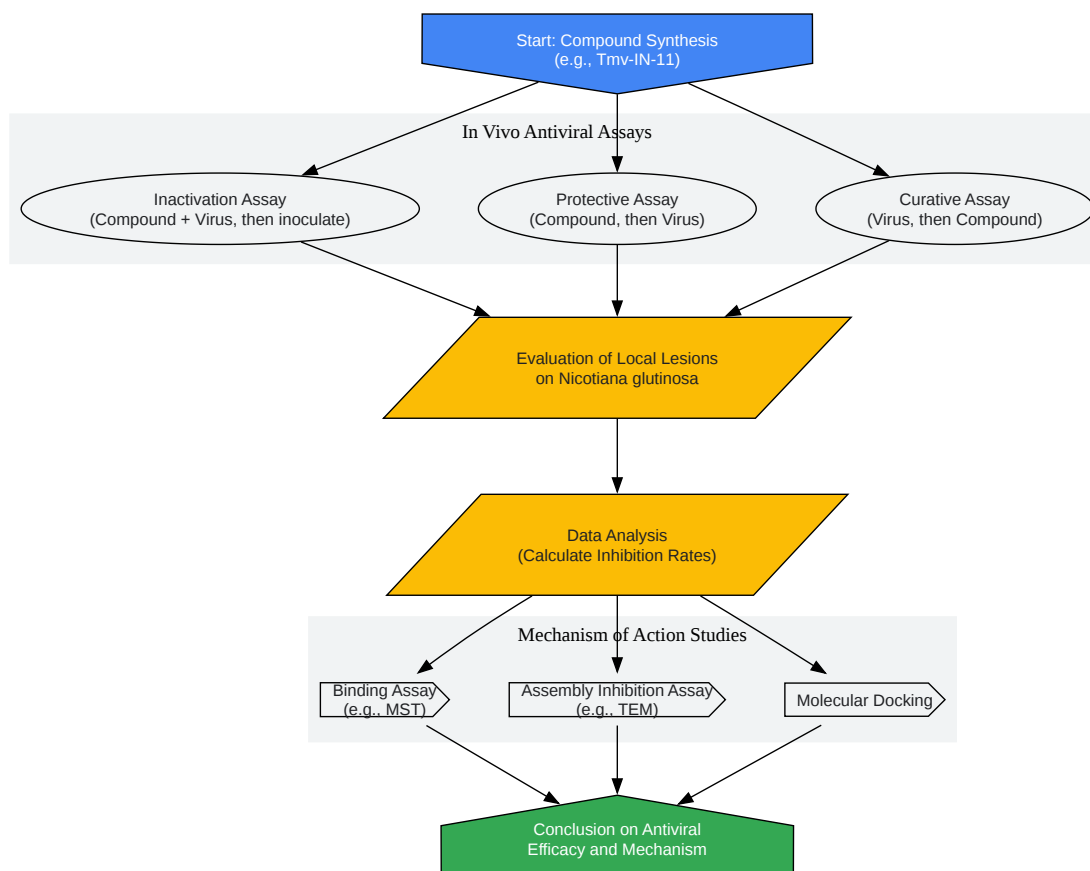 Start: Compound Synthesis
(e.g., Tmv-IN-11)
In Vivo Antiviral Assays
Inactivation Assay
(Compound + Virus, then inoculate)
Protective Assay
(Compound, then Virus)
Curative Assay
(Virus, then Compound)
Evaluation of Local Lesions
on Nicotiana glutinosa
Data Analysis
(Calculate Inhibition Rates)
Mechanism of Action Studies
Binding Assay
(e.g., MST)
Assembly Inhibition Assay
(e.g., TEM)
Molecular Docking
Conclusion on Antiviral
Efficacy and Mechanism